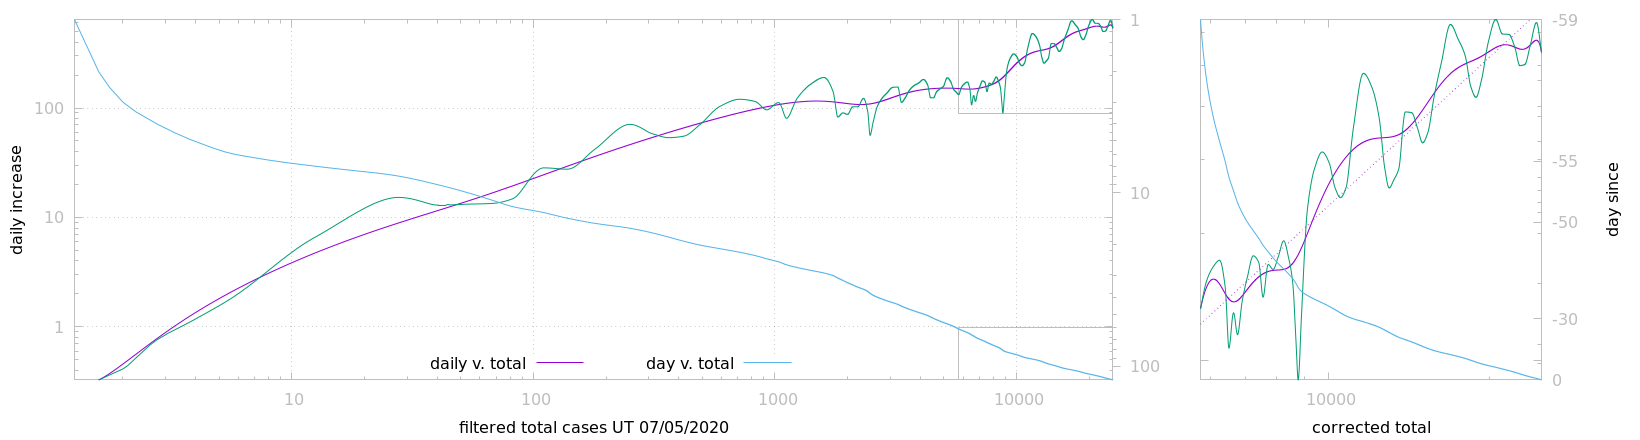 daily increase
100
10
1
daily v. total
day v. total
10
100
1000
10000
filtered total cases UT 07/05/2020
1
10
100
10000
corrected total
-59
-55
-50
-30
0
day since